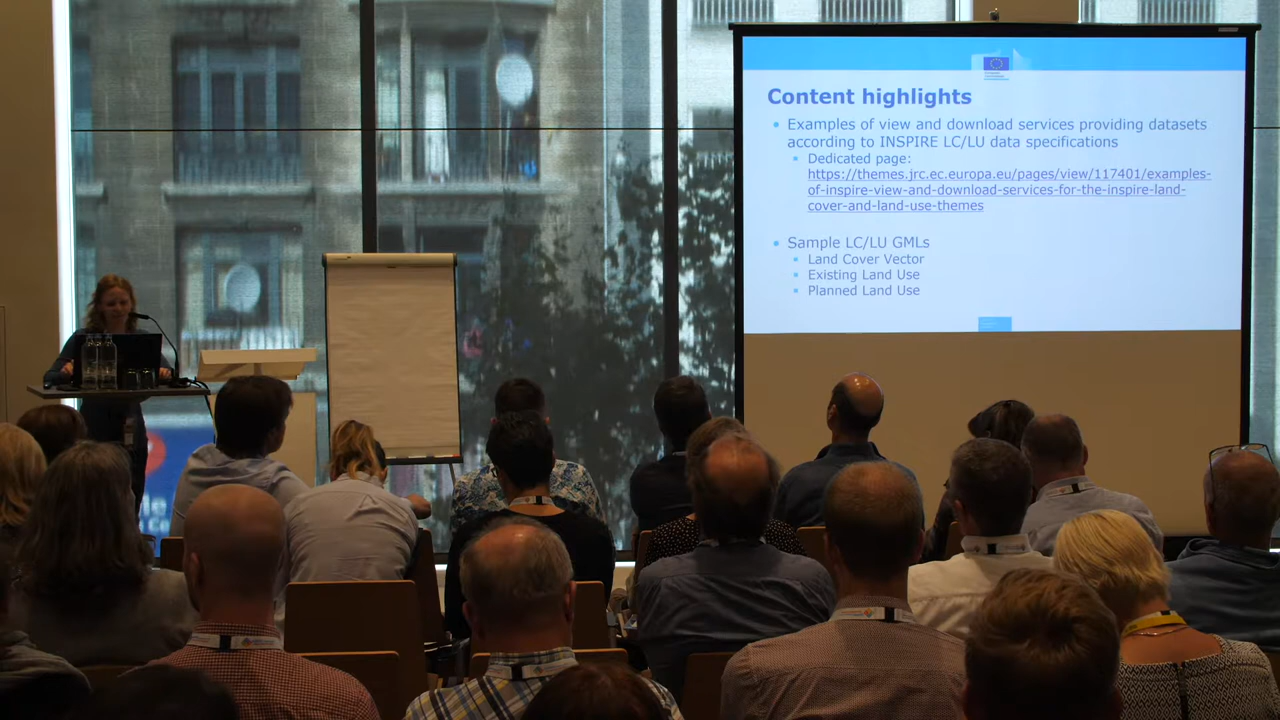 Content highlights
Examples of view and download services providing datasets
according to INSPIRE LC/LU data specifications
Dedicated page:
https://themes.jrc.ec.europa.eu/pages/view/117401/examples-
of-inspire-view-and-download-services-for-the-inspire-land-
cover-and-land-use-themes
Sample LC/LU GMLs
Land Cover Vector
Existing Land Use
Planned Land Use